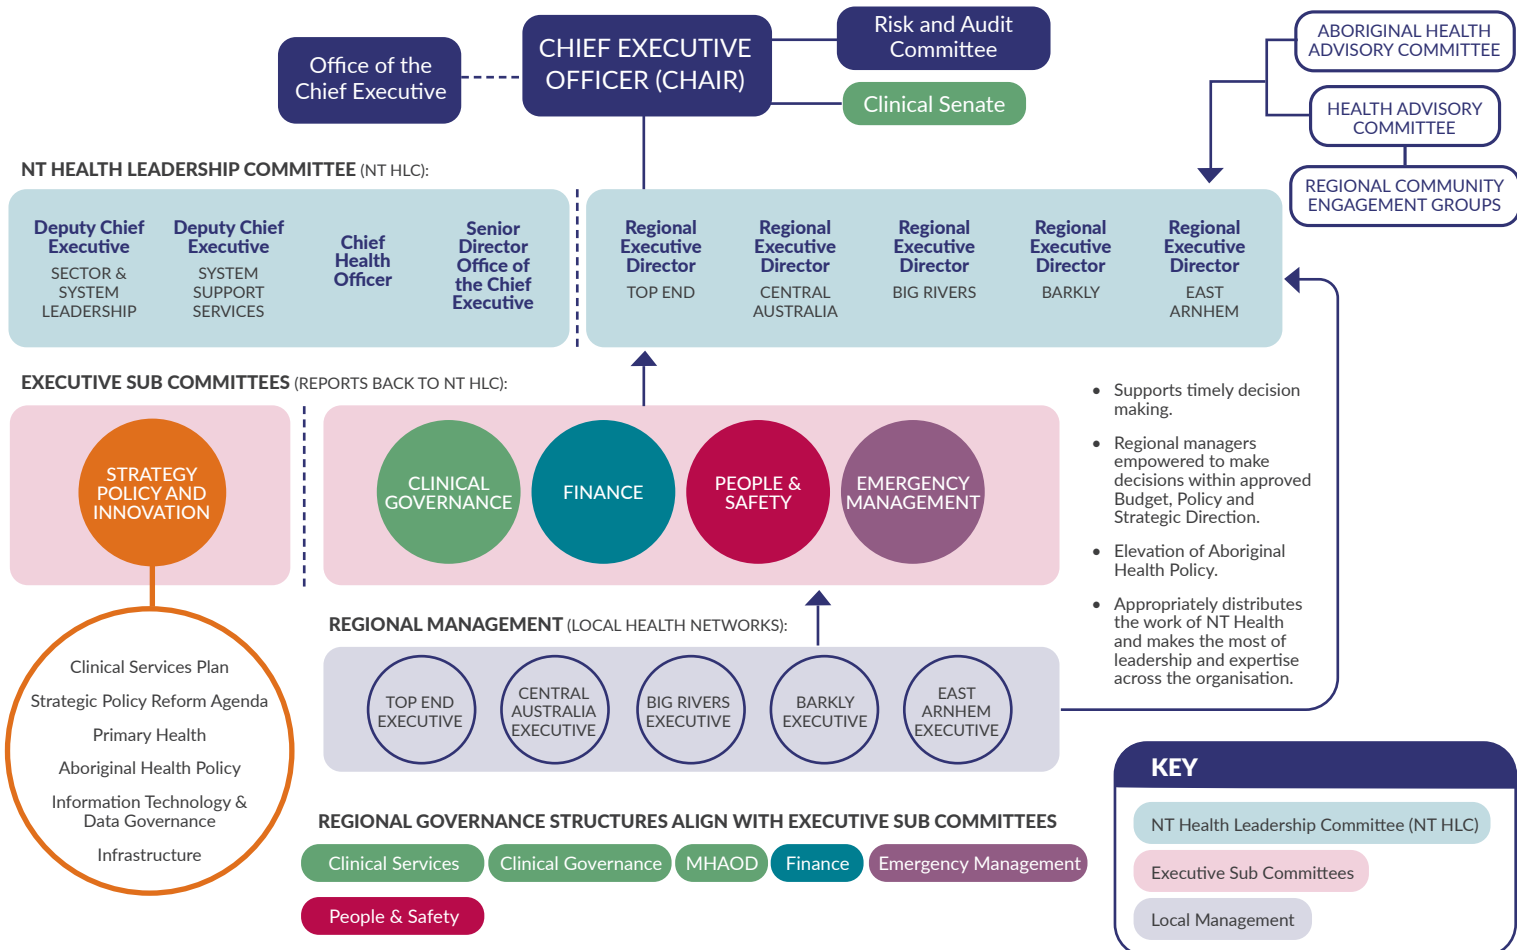 Office of the
Chief Executive
CHIEF EXECUTIVE
OFFICER (CHAIR)
Risk and Audit
Committee
Clinical Senate
ABORIGINAL HEALTH
ADVISORY COMMITTEE
HEALTH ADVISORY
COMMITTEE
REGIONAL COMMUNITY
ENGAGEMENT GROUPS
NT HEALTH LEADERSHIP COMMITTEE (NT HLC):
Deputy Chief
Executive
SECTOR &
SYSTEM
LEADERSHIP
Deputy Chief
Executive
SYSTEM
SUPPORT
SERVICES
Chief
Health
Officer
Senior
Director
Office of
the Chief
Executive
Regional
Executive
Director
TOP END
Regional
Executive
Director
CENTRAL
AUSTRALIA
Regional
Executive
Director
BIG RIVERS
Regional
Executive
Director
BARKLY
Regional
Executive
Director
EAST
ARNHEM
EXECUTIVE SUB COMMITTEES (REPORTS BACK TO NT HLC):
STRATEGY
POLICY AND
INNOVATION
CLINICAL
GOVERNANCE
FINANCE
PEOPLE &
SAFETY
EMERGENCY
MANAGEMENT
• Supports timely decision
making.
• Regional managers
empowered to make
decisions within approved
Budget, Policy and
Strategic Direction.
• Elevation of Aboriginal
Health Policy.
• Appropriately distributes
the work of NT Health
and makes the most of
leadership and expertise
across the organisation.
Clinical Services Plan
Strategic Policy Reform Agenda
Primary Health
Aboriginal Health Policy
Information Technology &
Data Governance
Infrastructure
REGIONAL MANAGEMENT (LOCAL HEALTH NETWORKS):
TOP END
EXECUTIVE
CENTRAL
AUSTRALIA
EXECUTIVE
BIG RIVERS
EXECUTIVE
BARKLY
EXECUTIVE
EAST
ARNHEM
EXECUTIVE
REGIONAL GOVERNANCE STRUCTURES ALIGN WITH EXECUTIVE SUB COMMITTEES
Clinical Services
Clinical Governance
MHAOD
Finance
Emergency Management
People & Safety
KEY
NT Health Leadership Committee (NT HLC)
Executive Sub Committees
Local Management